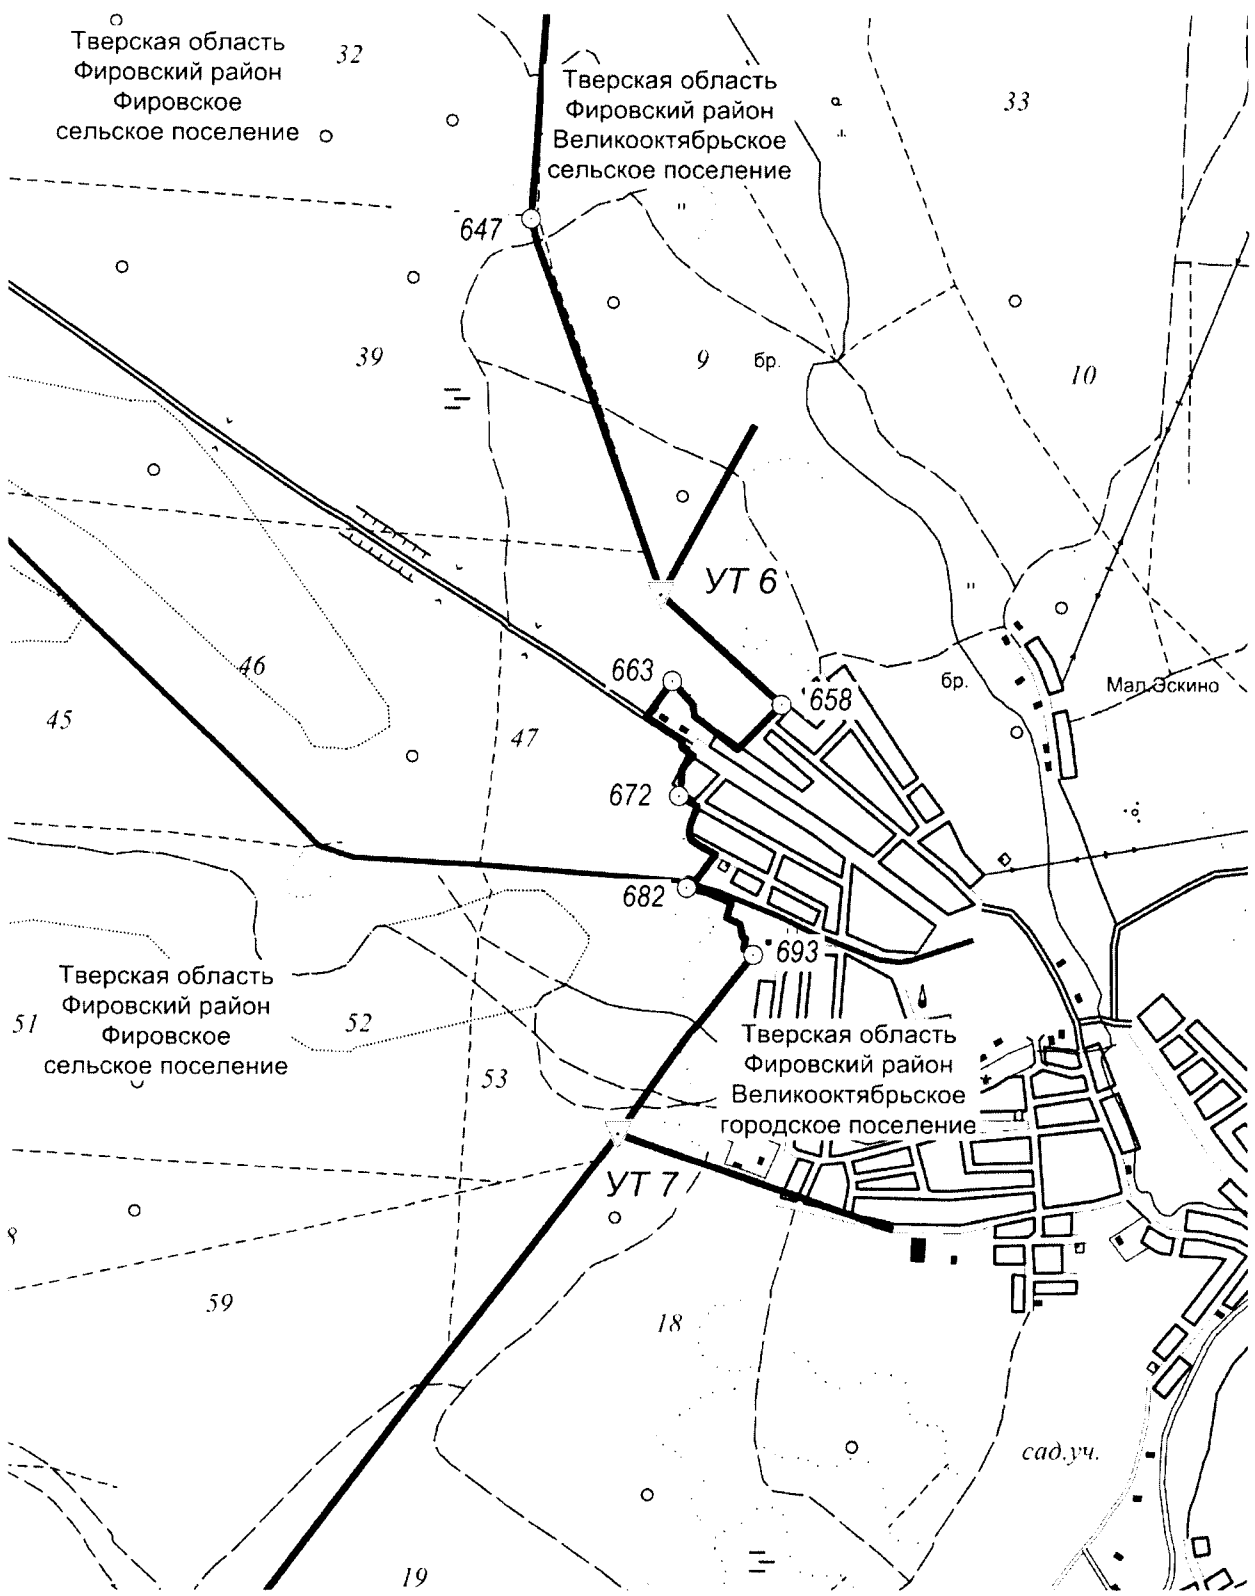 Тверская область
Фировский район
Фировское
сельское поселение
32
Тверская область
Фировский район
Великооктябрьское
сельское поселение
33
647
39
9
бр.
10
УТ 6
46
663
658
бр.
Мал.Эскино
45
47
672
682
693
Тверская область
Фировский район
Фировское
сельское поселение
51
52
53
Тверская область
Фировский район
Великооктябрьское
городское поселение
УТ 7
8
59
18
сад.уч.
19